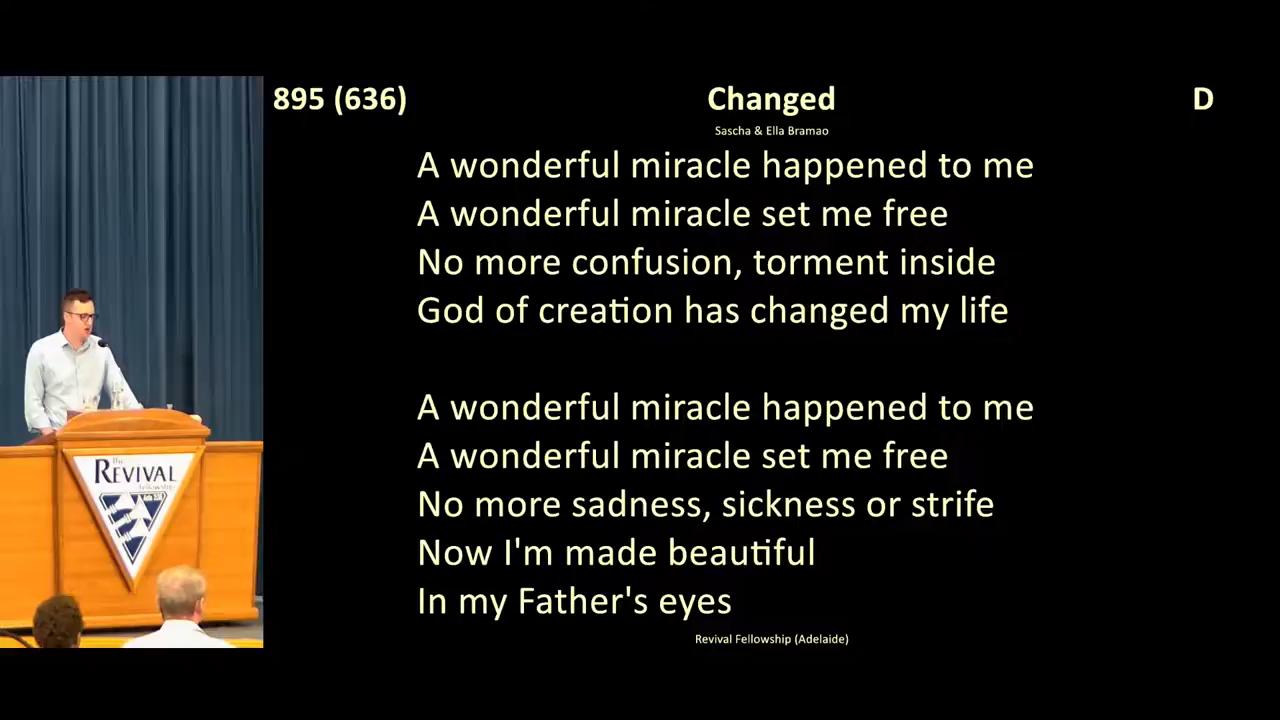 895 (636)
Changed
D
Sascha & Ella Bramao
A wonderful miracle happened to me
A wonderful miracle set me free
No more confusion, torment inside
God of creation has changed my life
A wonderful miracle happened to me
A wonderful miracle set me free
No more sadness, sickness or strife
Now I'm made beautiful
In my Father's eyes
Revival Fellowship (Adelaide)
The
REVIVAL
Fellowship